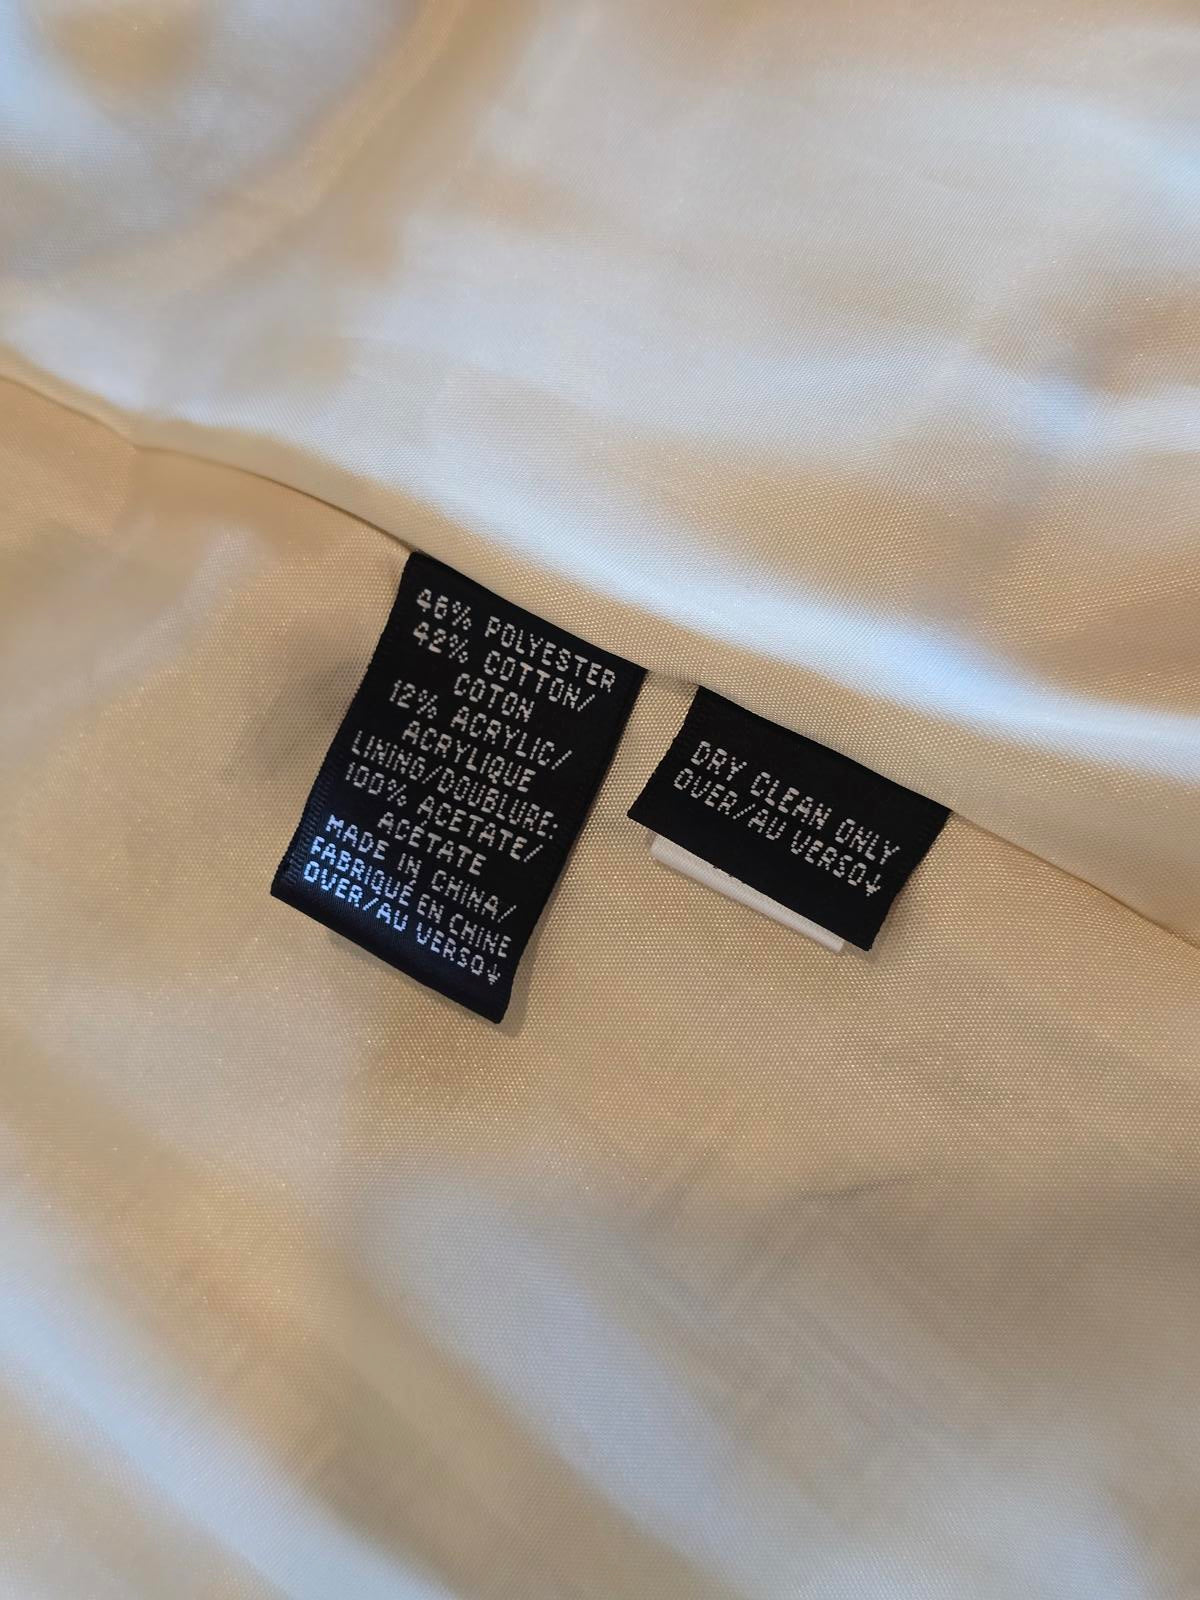 46% POLYESTER
42% COTTON/
COTON
12% ACRYLIC/
ACRYLIQUE
LINING/DOUBLURE:
100% ACETATE/
ACÉTATE
MADE IN CHINA/
FABRIQUÉ EN CHINE
OVER/AU VERSO↓
DRY CLEAN ONLY
OVER/AU VERSO↓